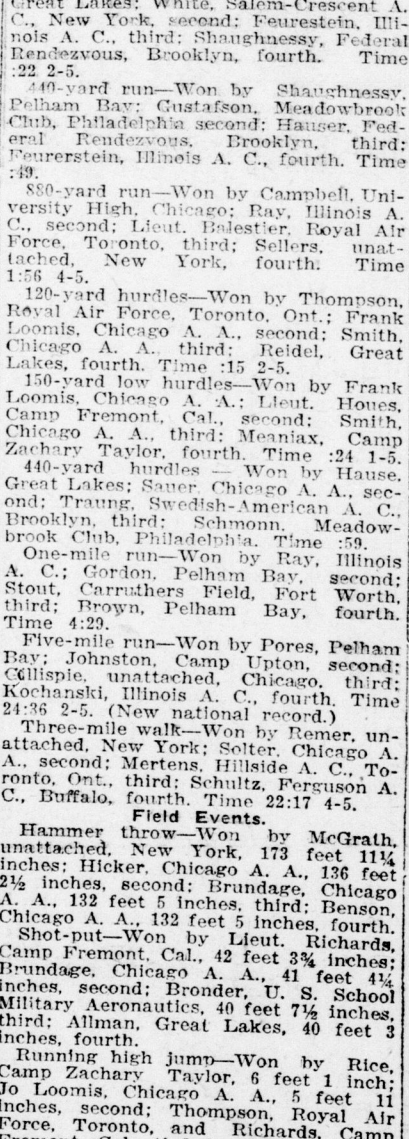 Great Lakes; White, Salem-Crescent A.
C., New York, second; Feurestein, Illi-
nois A. C., third; Shaughnessy, Federal
Rendezvous, Brooklyn, fourth. Time
:22 2-5.
440-yard run—Won by Shaughnessy,
Pelham Bay; Gustafson, Meadowbrook
Club, Philadelphia second; Hauser, Fed-
eral Rendezvous, Brooklyn, third;
Feurerstein, Illinois A. C., fourth. Time
:49.
880-yard run—Won by Campbell, Uni-
versity High, Chicago; Ray, Illinois A.
C., second; Lieut. Balestier, Royal Air
Force, Toronto, third; Sellers, unat-
tached, New York, fourth. Time
1:56 4-5.
120-yard hurdles—Won by Thompson,
Royal Air Force, Toronto, Ont.; Frank
Loomis, Chicago A. A., second; Smith,
Chicago A. A., third; Reidel, Great
Lakes, fourth. Time :15 2-5.
150-yard low hurdles—Won by Frank
Loomis, Chicago A. A.; Lieut. Houes,
Camp Fremont, Cal., second; Smith,
Chicago A. A., third; Meaniax, Camp
Zachary Taylor, fourth. Time :24 1-5.
440-yard hurdles — Won by Hause,
Great Lakes; Sauer, Chicago A. A., sec-
ond; Traung, Swedish-American A. C.,
Brooklyn, third; Schmonn, Meadow-
brook Club, Philadelphia. Time :59.
One-mile run—Won by Ray, Illinois
A. C.; Gordon, Pelham Bay, second;
Stout, Carruthers Field, Fort Worth,
third; Brown, Pelham Bay, fourth.
Time 4:29.
Five-mile run—Won by Pores, Pelham
Bay; Johnston, Camp Upton, second;
Gillispie, unattached, Chicago, third;
Kochanski, Illinois A. C., fourth. Time
24:36 2-5. (New national record.)
Three-mile walk—Won by Remer, un-
attached, New York; Solter, Chicago A.
A., second; Mertens, Hillside A. C., To-
ronto, Ont., third; Schultz, Ferguson A.
C., Buffalo, fourth. Time 22:17 4-5.
Field Events.
Hammer throw—Won by McGrath,
unattached, New York, 173 feet 11¼
inches; Hicker, Chicago A. A., 136 feet
2½ inches, second; Brundage, Chicago
A. A., 132 feet 5 inches, third; Benson,
Chicago A. A., 132 feet 5 inches, fourth.
Shot-put—Won by Lieut. Richards,
Camp Fremont, Cal., 42 feet 3¾ inches;
Brundage, Chicago A. A., 41 feet 4¼
inches, second; Bronder, U. S. School
Military Aeronautics, 40 feet 7½ inches,
third; Allman, Great Lakes, 40 feet 3
inches, fourth.
Running high jump—Won by Rice,
Camp Zachary Taylor, 6 feet 1 inch;
Jo Loomis, Chicago A. A., 5 feet 11
inches, second; Thompson, Royal Air
Force, Toronto, and Richards, Camp